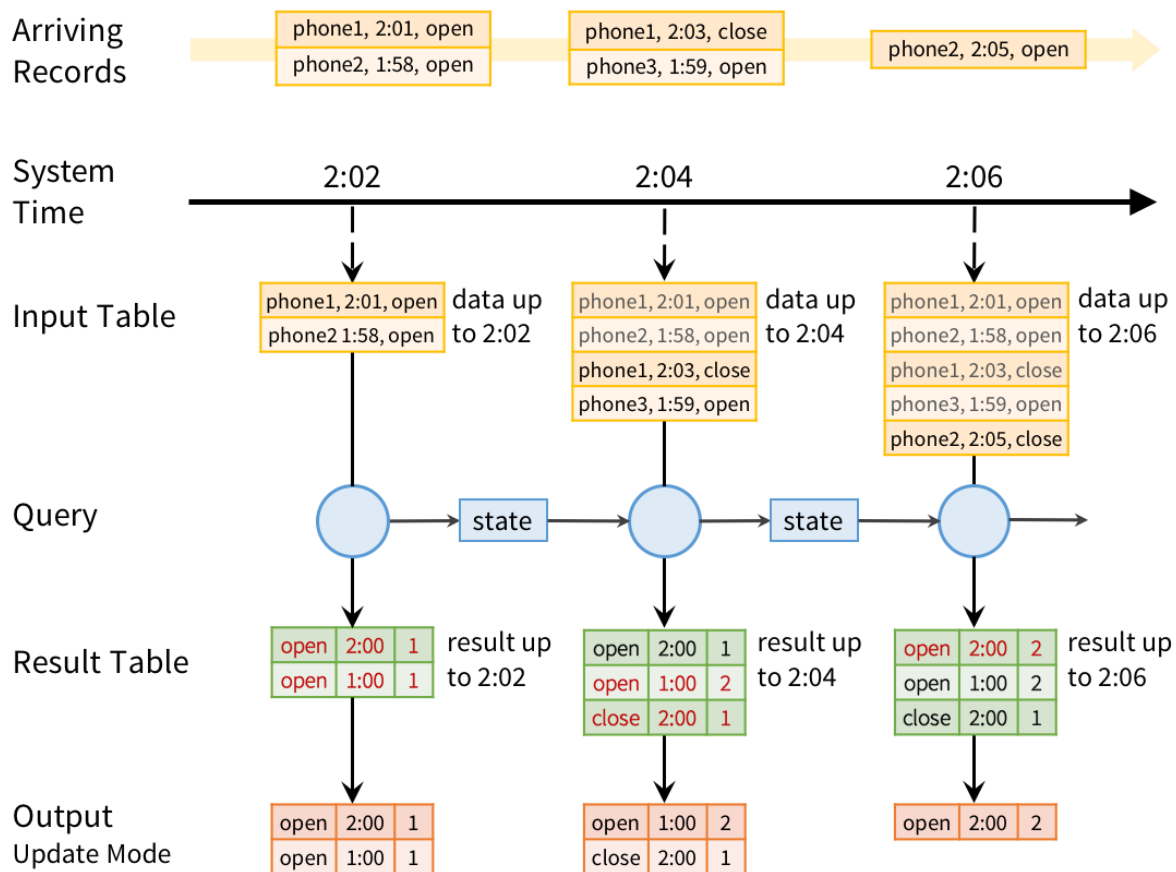 Arriving
Records
phone1, 2:01, open
phone2, 1:58, open
phone1, 2:03, close
phone3, 1:59, open
phone2, 2:05, open
System
Time
2:02
2:04
2:06
Input Table
phone1, 2:01, open
phone2 1:58, open
data up
to 2:02
phone1, 2:01, open
phone2, 1:58, open
phone1, 2:03, close
phone3, 1:59, open
data up
to 2:04
phone1, 2:01, open
phone2, 1:58, open
phone1, 2:03, close
phone3, 1:59, open
phone2, 2:05, close
data up
to 2:06
Query
state
state
Result Table
open 2:00 1
open 1:00 1
result up
to 2:02
open 2:00 1
open 1:00 2
close 2:00 1
result up
to 2:04
open 2:00 2
open 1:00 2
close 2:00 1
result up
to 2:06
Output
Update Mode
open 2:00 1
open 1:00 1
open 1:00 2
close 2:00 1
open 2:00 2